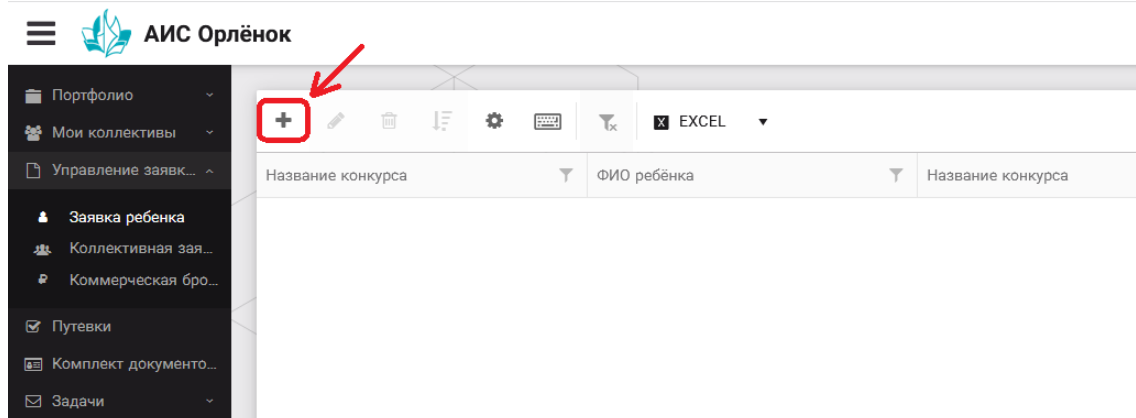 АИС Орлёнок
Портфолио
Мои коллективы
Управление заявк...
Заявка ребенка
Коллективная зая...
Коммерческая бро...
Путевки
Комплект документо...
Задачи
EXCEL
Название конкурса ФИО ребёнка Название конкурса